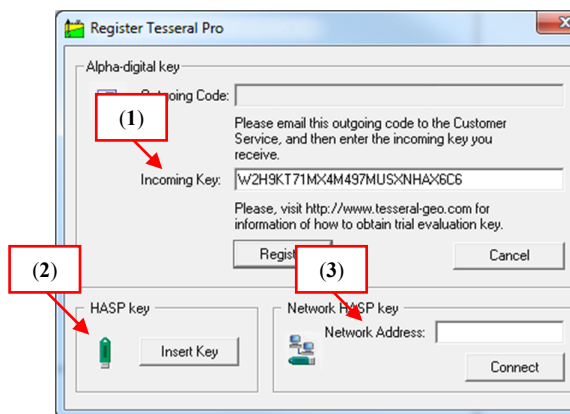 Register Tesseral Pro
Alpha-digital key
(1)
Outgoing Code:
Please email this outgoing code to the Customer
Service, and then enter the incoming key you
receive.
Incoming Key: W2H9KT71MX4M497MUSXNHAX6C6
Please, visit http://www.tesseral-geo.com for
information of how to obtain trial evaluation key.
Register Cancel
(2)
(3)
HASP key
Network HASP key
Network Address:
Insert Key
Connect